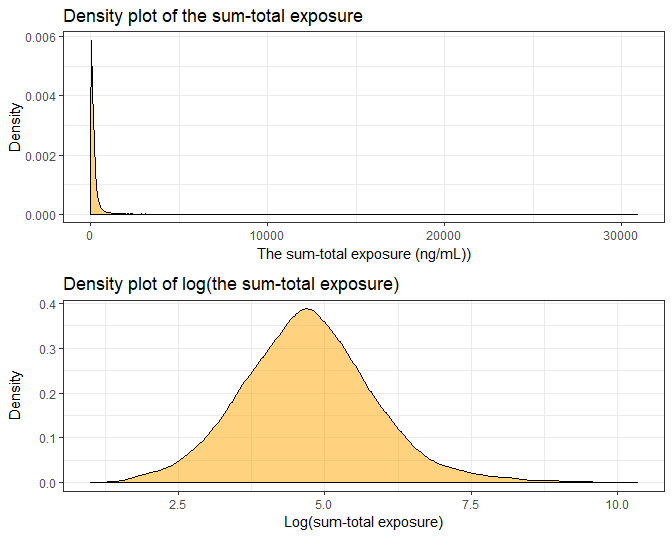 Density plot of the sum-total exposure
0.006
0.004
0.002
0.000
Density
0 10000 20000 30000
The sum-total exposure (ng/mL))
Density plot of log(the sum-total exposure)
0.4
0.3
0.2
0.1
0.0
Density
2.5 5.0 7.5 10.0
Log(sum-total exposure)